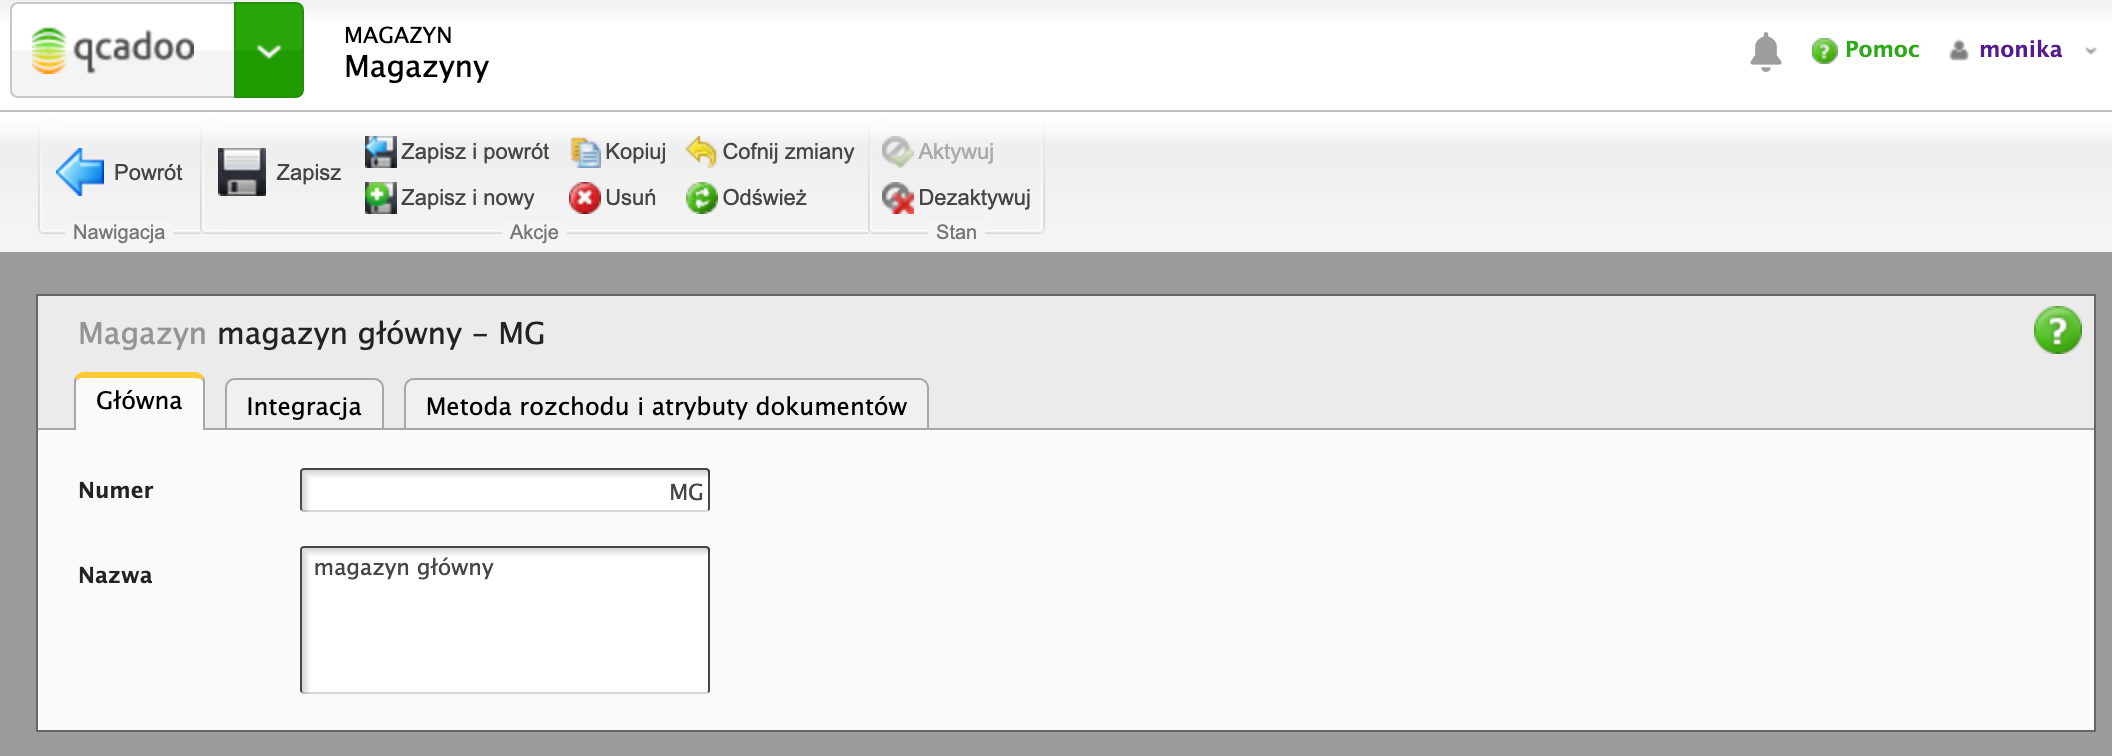 qcadoo
MAGAZYN
Magazyny
Pomoc
monika
Powrót
Nawigacja
Zapisz
Zapisz i powrót
Kopiuj
Cofnij zmiany
Zapisz i nowy
Usuń
Odśwież
Akcje
Aktywuj
Dezaktywuj
Stan
Magazyn magazyn główny – MG
?
Główna
Integracja
Metoda rozchodu i atrybuty dokumentów
Numer
MG
Nazwa
magazyn główny